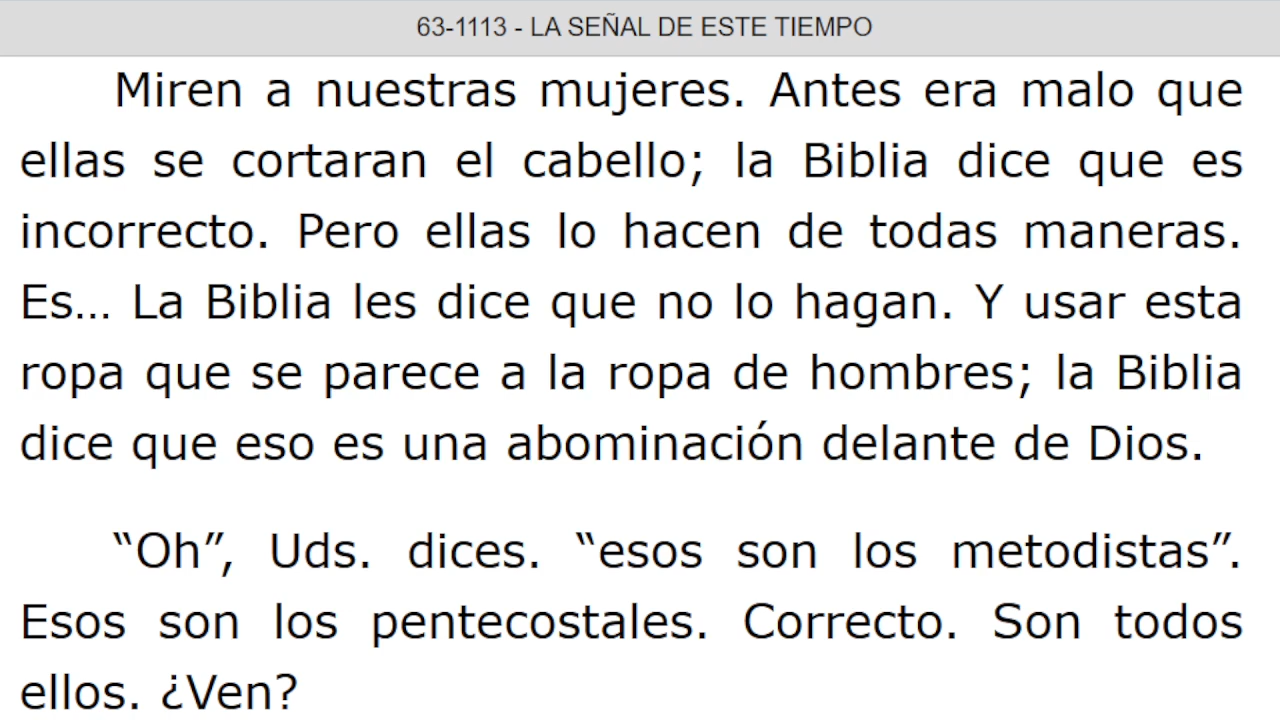 63-1113 - LA SEÑAL DE ESTE TIEMPO
Miren a nuestras mujeres. Antes era malo que
ellas se cortaran el cabello; la Biblia dice que es
incorrecto. Pero ellas lo hacen de todas maneras.
Es... La Biblia les dice que no lo hagan. Y usar esta
ropa que se parece a la ropa de hombres; la Biblia
dice que eso es una abominación delante de Dios.
“Oh”, Uds. dices. “esos son los metodistas”.
Esos son los pentecostales. Correcto. Son todos
ellos. ¿Ven?